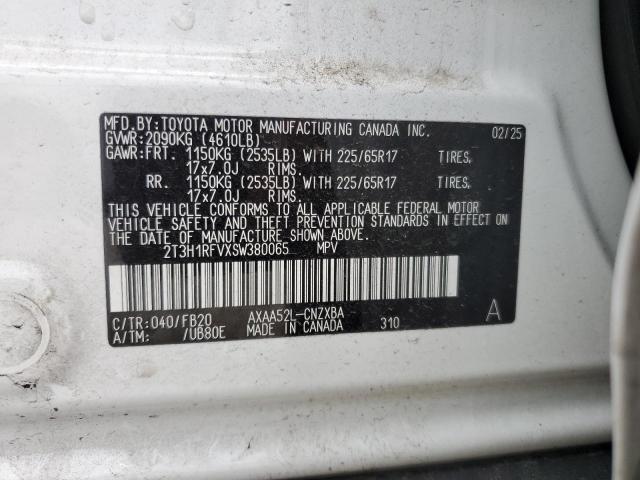 MFD.BY:TOYOTA MOTOR MANUFACTURING CANADA INC. 02/25
GVWR:2090KG (4610LB)
GAWR:FRT. 1150KG (2535LB) WITH 225/65R17 TIRES,
17x7.0J RIMS.
RR. 1150KG (2535LB) WITH 225/65R17 TIRES,
17x7.0J RIMS.
THIS VEHICLE CONFORMS TO ALL APPLICABLE FEDERAL MOTOR
VEHICLE SAFETY AND THEFT PREVENTION STANDARDS IN EFFECT
ON THE DATE OF MANUFACTURE SHOWN ABOVE.
2T3H1RFVXSW380065 MPV
C/TR:040/FB20 AXAA52L-CNZXBA
A/TM: /UB80E MADE IN CANADA 310 A